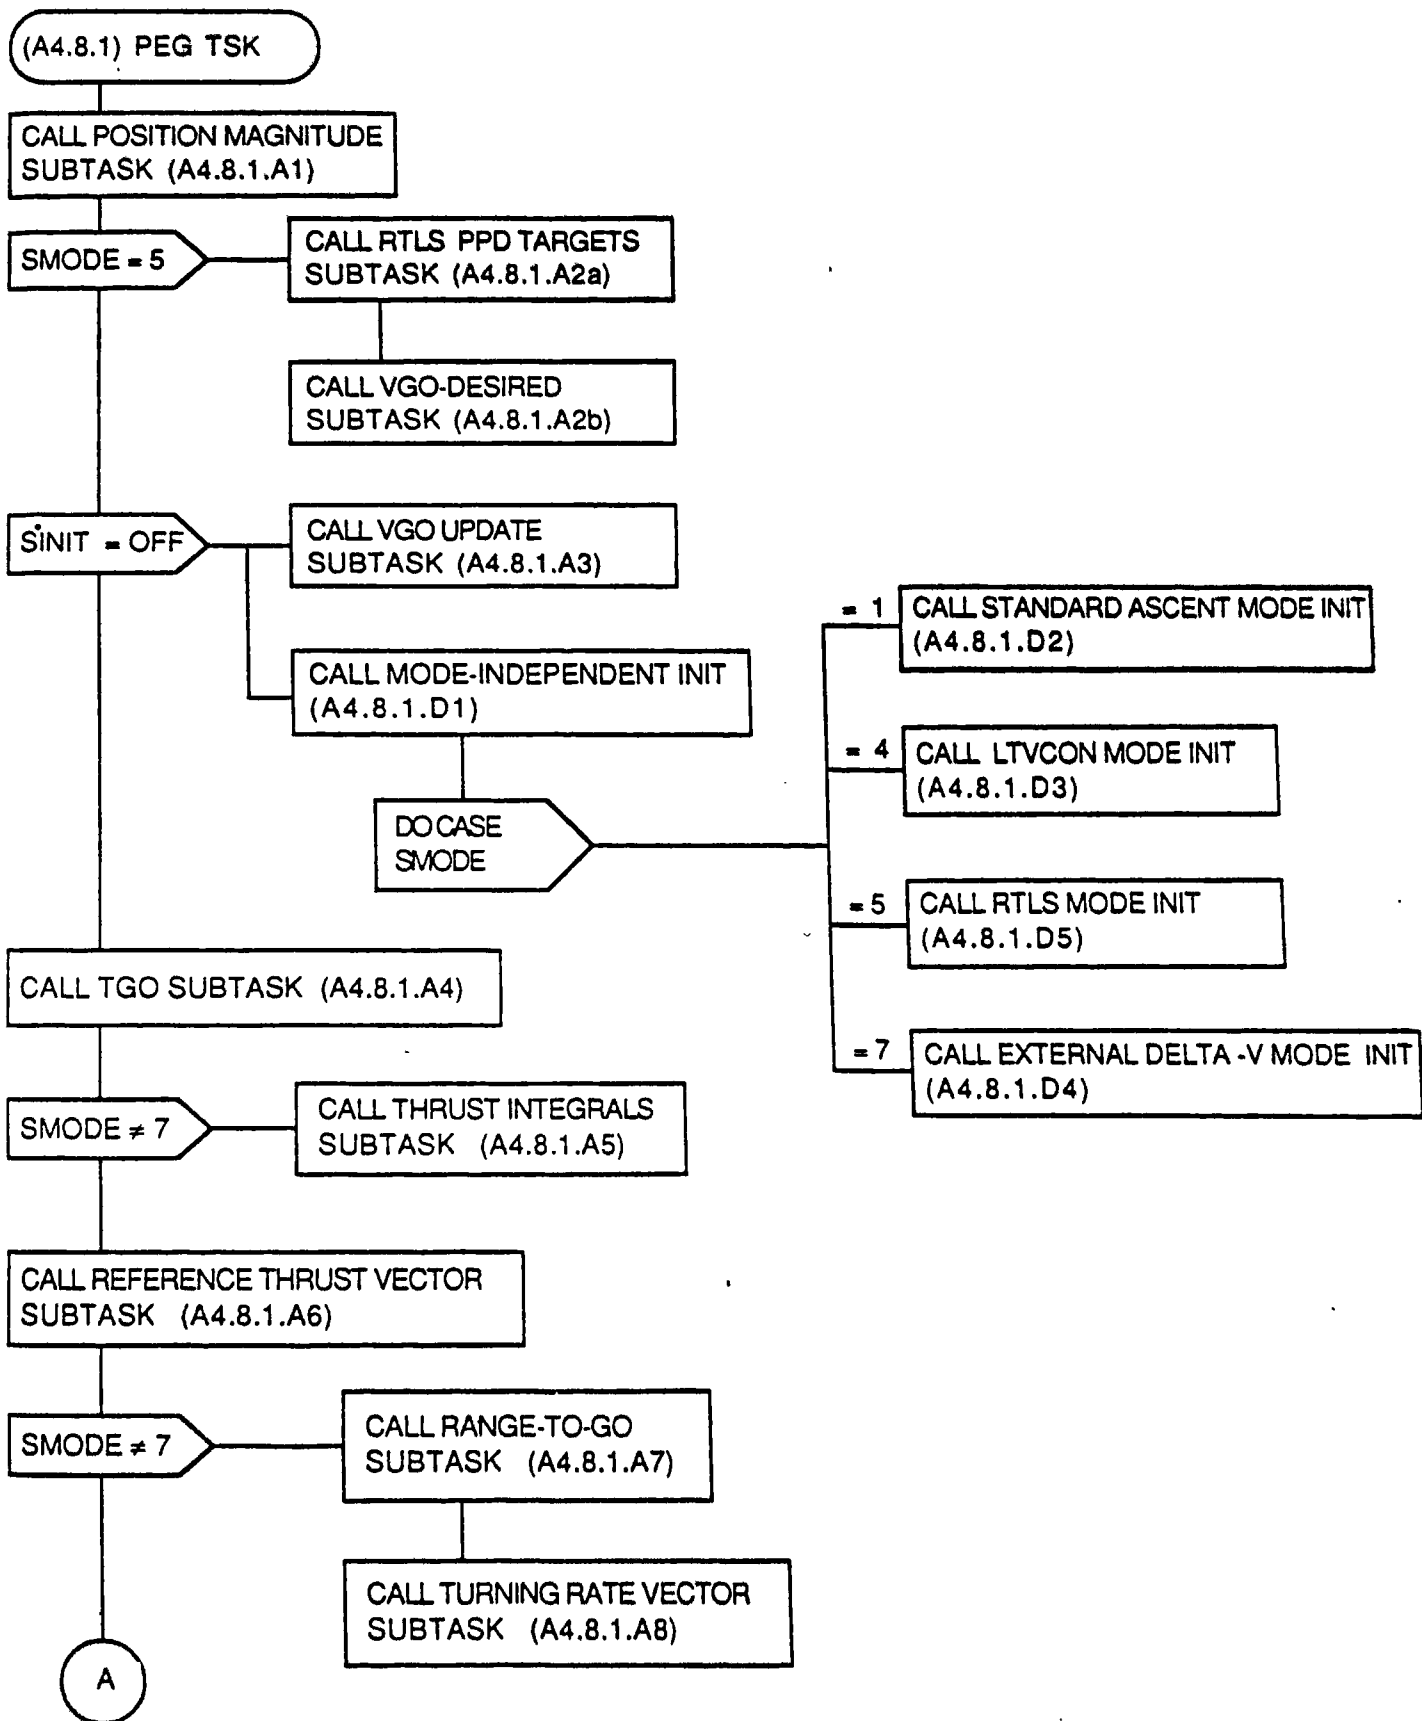 (A4.8.1) PEG TSK
CALL POSITION MAGNITUDE
SUBTASK (A4.8.1.A1)
SMODE = 5
CALL RTLS PPD TARGETS
SUBTASK (A4.8.1.A2a)
CALL VGO-DESIRED
SUBTASK (A4.8.1.A2b)
SINIT = OFF
CALL VGO UPDATE
SUBTASK (A4.8.1.A3)
CALL MODE-INDEPENDENT INIT
(A4.8.1.D1)
DO CASE
SMODE
= 1
CALL STANDARD ASCENT MODE INIT
(A4.8.1.D2)
= 4
CALL LTVCON MODE INIT
(A4.8.1.D3)
= 5
CALL RTLS MODE INIT
(A4.8.1.D5)
= 7
CALL EXTERNAL DELTA -V MODE INIT
(A4.8.1.D4)
CALL TGO SUBTASK (A4.8.1.A4)
SMODE ≠ 7
CALL THRUST INTEGRALS
SUBTASK (A4.8.1.A5)
CALL REFERENCE THRUST VECTOR
SUBTASK (A4.8.1.A6)
SMODE ≠ 7
CALL RANGE-TO-GO
SUBTASK (A4.8.1.A7)
CALL TURNING RATE VECTOR
SUBTASK (A4.8.1.A8)
A